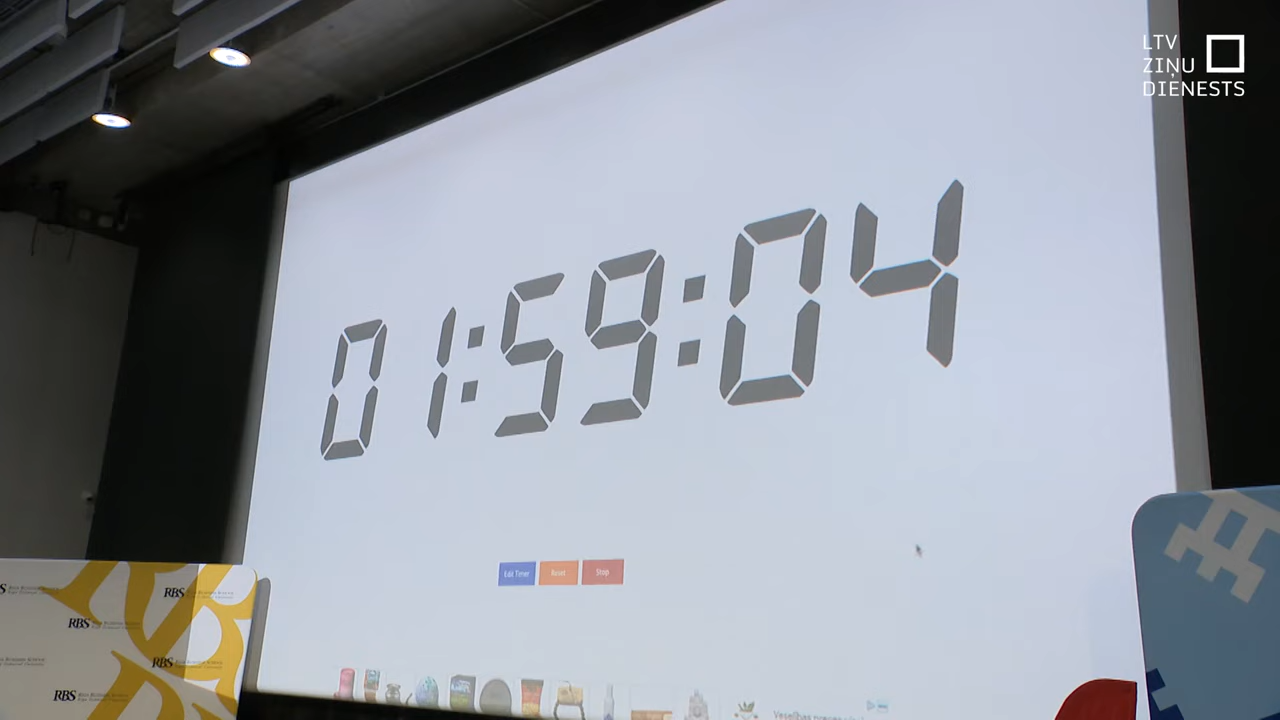 LTV
ZIŅU
DIENESTS
01:59:04
Edit Timer
Reset
Stop
RBS
RBS
RBS
RBS